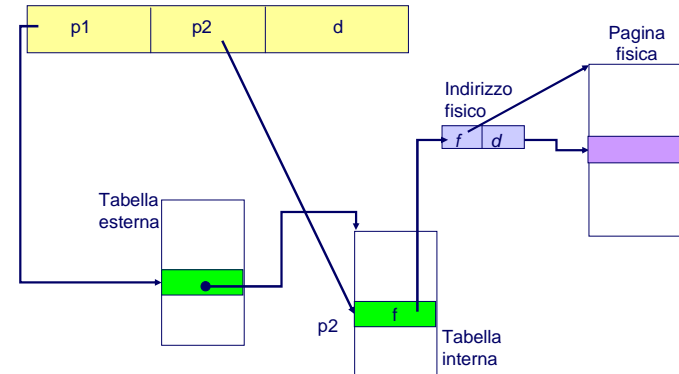 p1 p2 d
Pagina
fisica
Indirizzo
fisico
f d
Tabella
esterna
p2
f
Tabella
interna